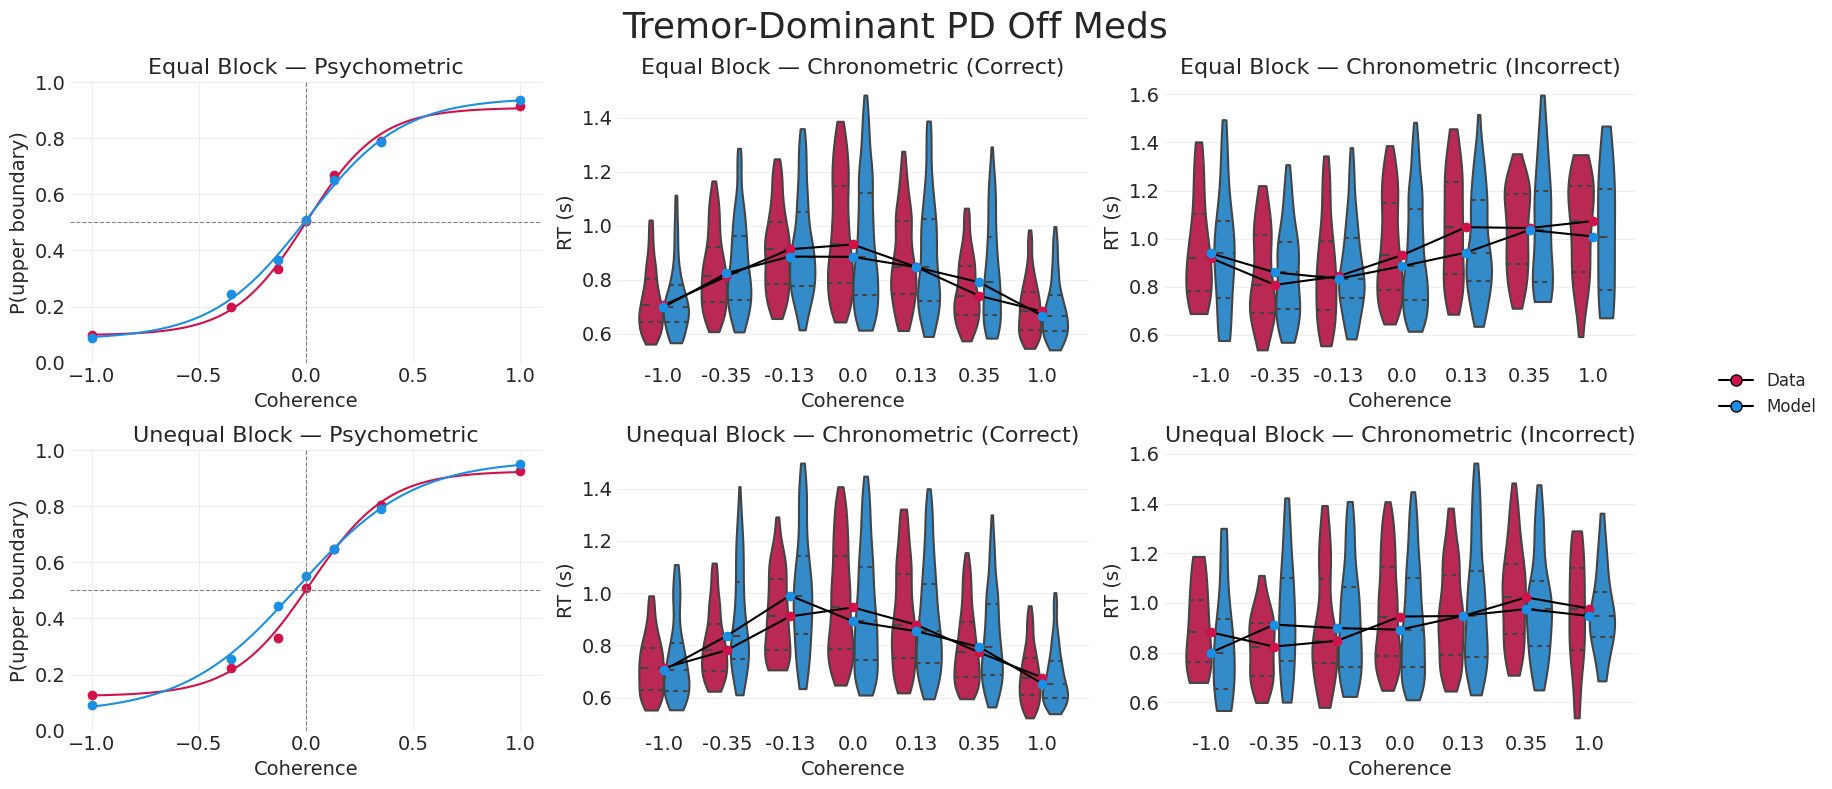 Tremor-Dominant PD Off Meds
Equal Block — Psychometric
P(upper boundary)
1.0
0.8
0.6
0.4
0.2
0.0
−1.0 −0.5 0.0 0.5 1.0
Coherence
Equal Block — Chronometric (Correct)
RT (s)
1.4
1.2
1.0
0.8
0.6
-1.0 -0.35 -0.13 0.0 0.13 0.35 1.0
Coherence
Equal Block — Chronometric (Incorrect)
RT (s)
1.6
1.4
1.2
1.0
0.8
0.6
-1.0 -0.35 -0.13 0.0 0.13 0.35 1.0
Coherence
Data
Model
Unequal Block — Psychometric
P(upper boundary)
1.0
0.8
0.6
0.4
0.2
0.0
−1.0 −0.5 0.0 0.5 1.0
Coherence
Unequal Block — Chronometric (Correct)
RT (s)
1.4
1.2
1.0
0.8
0.6
-1.0 -0.35 -0.13 0.0 0.13 0.35 1.0
Coherence
Unequal Block — Chronometric (Incorrect)
RT (s)
1.6
1.4
1.2
1.0
0.8
0.6
-1.0 -0.35 -0.13 0.0 0.13 0.35 1.0
Coherence